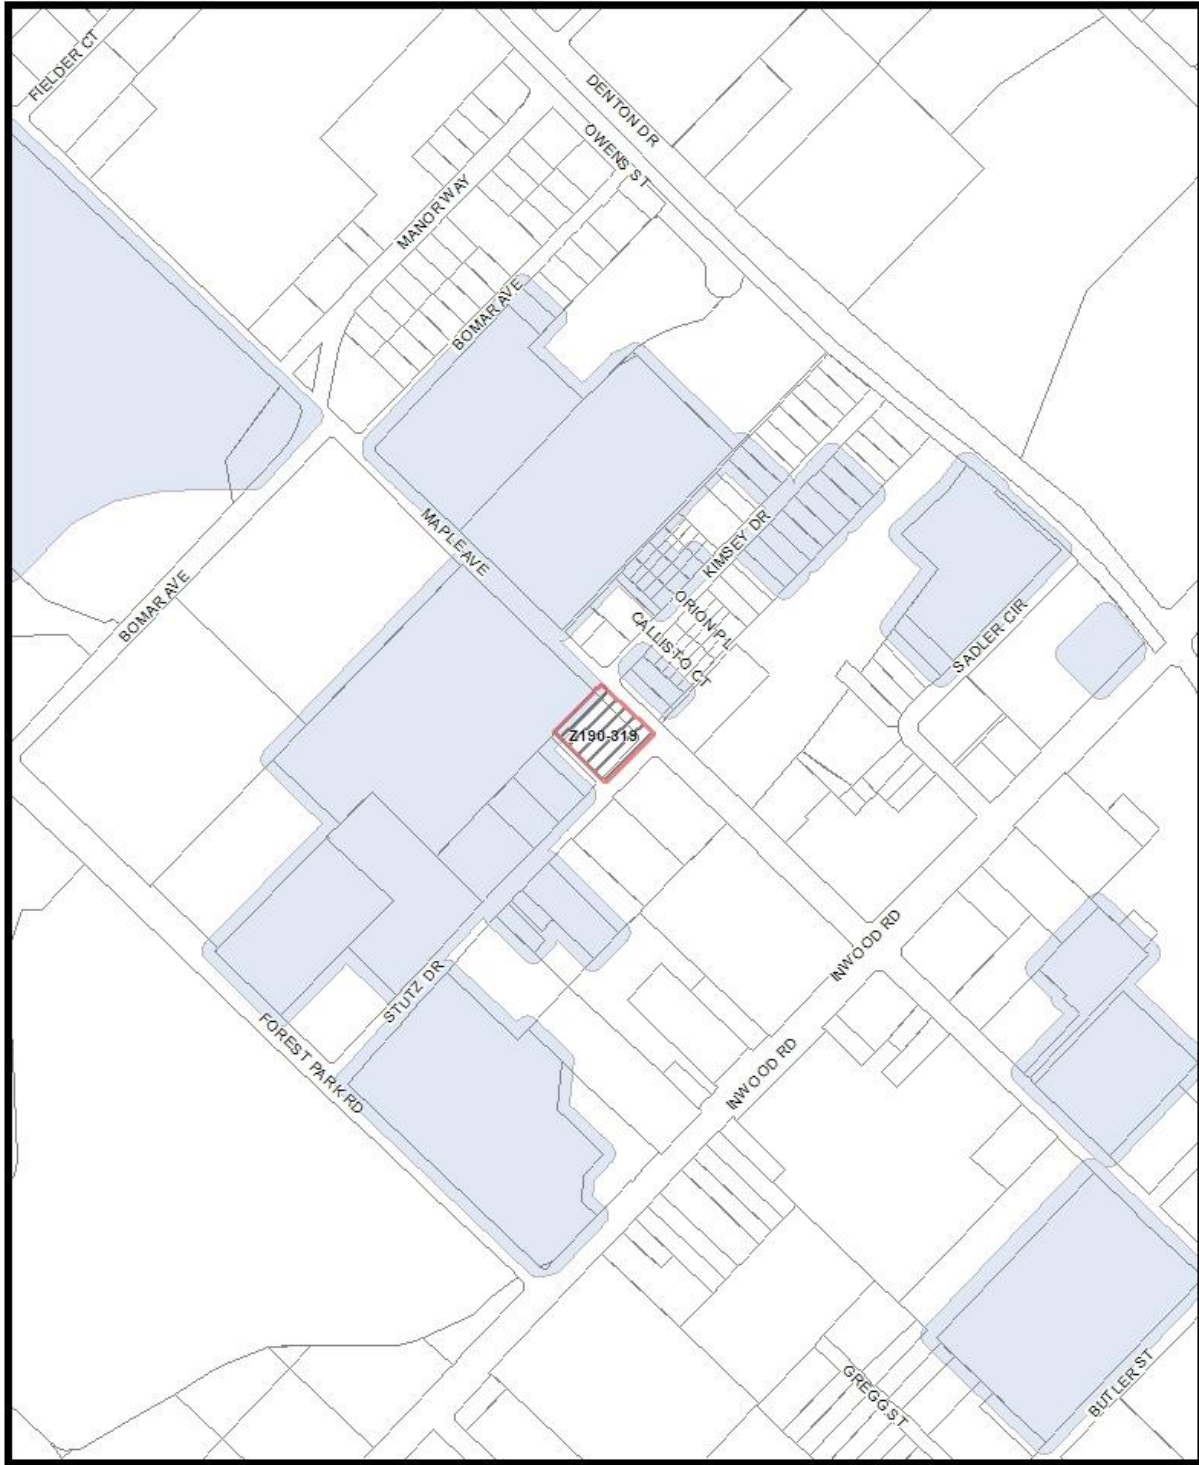 FIELDER CT
DENTON DR
OWENS ST
MANOR WAY
BOMAR AVE
MAPLE AVE
KIMSEY DR
BOMAR AVE
ORION PL
CALLISTO CT
SADLER CIR
Z190-319
INWOOD RD
STUTZ DR
FOREST PARK RD
INWOOD RD
GREGG ST
BUTLER ST